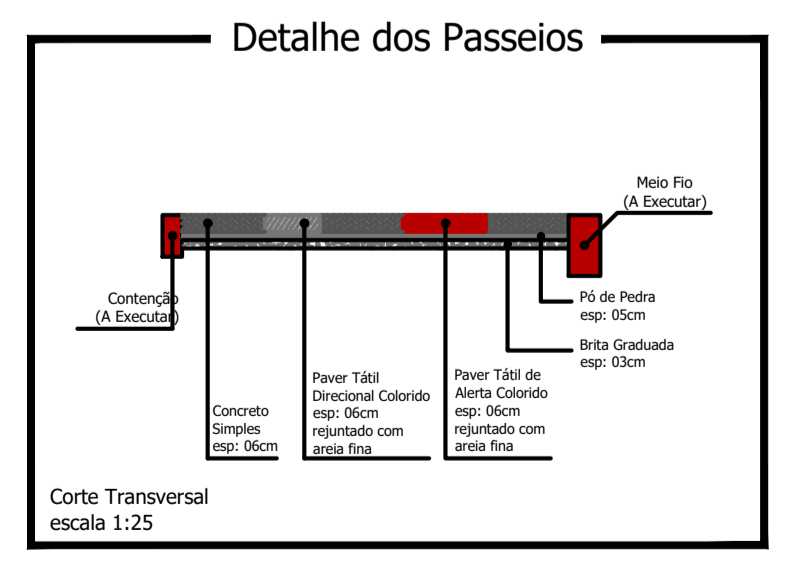 Detalhe dos Passeios
Meio Fio
(A Executar)
Contenção
(A Executar)
Pó de Pedra
esp: 05cm
Brita Graduada
esp: 03cm
Concreto
Simples
esp: 06cm
Paver Tátil
Direcional Colorido
esp: 06cm
rejuntado com
areia fina
Paver Tátil de
Alerta Colorido
esp: 06cm
rejuntado com
areia fina
Corte Transversal
escala 1:25